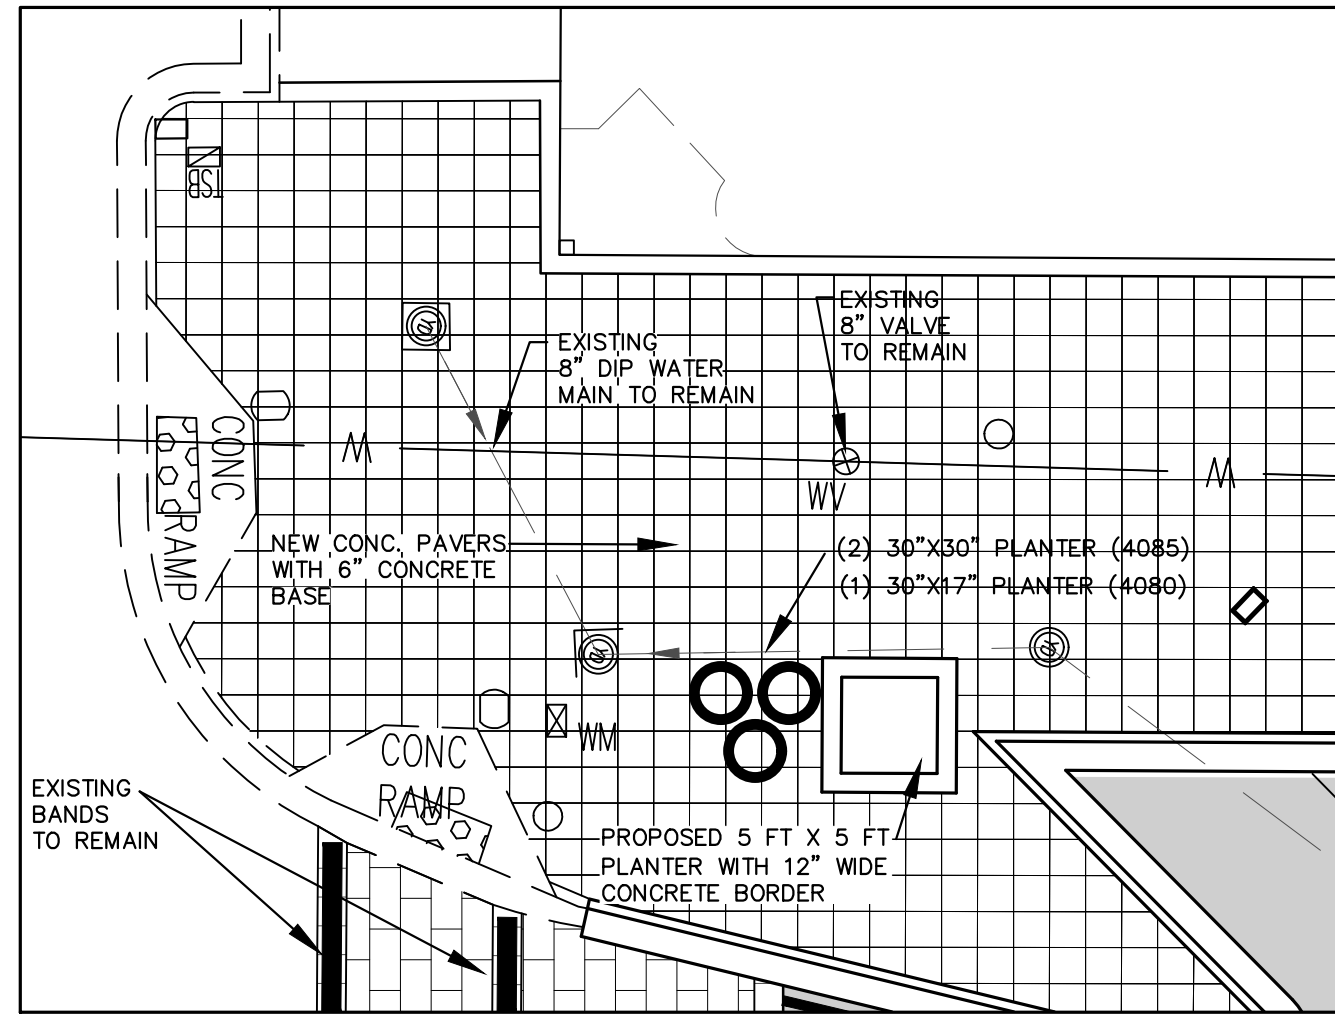 TSB
EXISTING
8" VALVE
TO REMAIN
EXISTING
8" DIP WATER
MAIN TO REMAIN
CONC
RAMP
W
W
WV
NEW CONC. PAVERS
WITH 6" CONCRETE
BASE
(2) 30"X30" PLANTER (4085)
(1) 30"X17" PLANTER (4080)
WM
CONC
RAMP
EXISTING
BANDS
TO REMAIN
PROPOSED 5 FT X 5 FT
PLANTER WITH 12" WIDE
CONCRETE BORDER